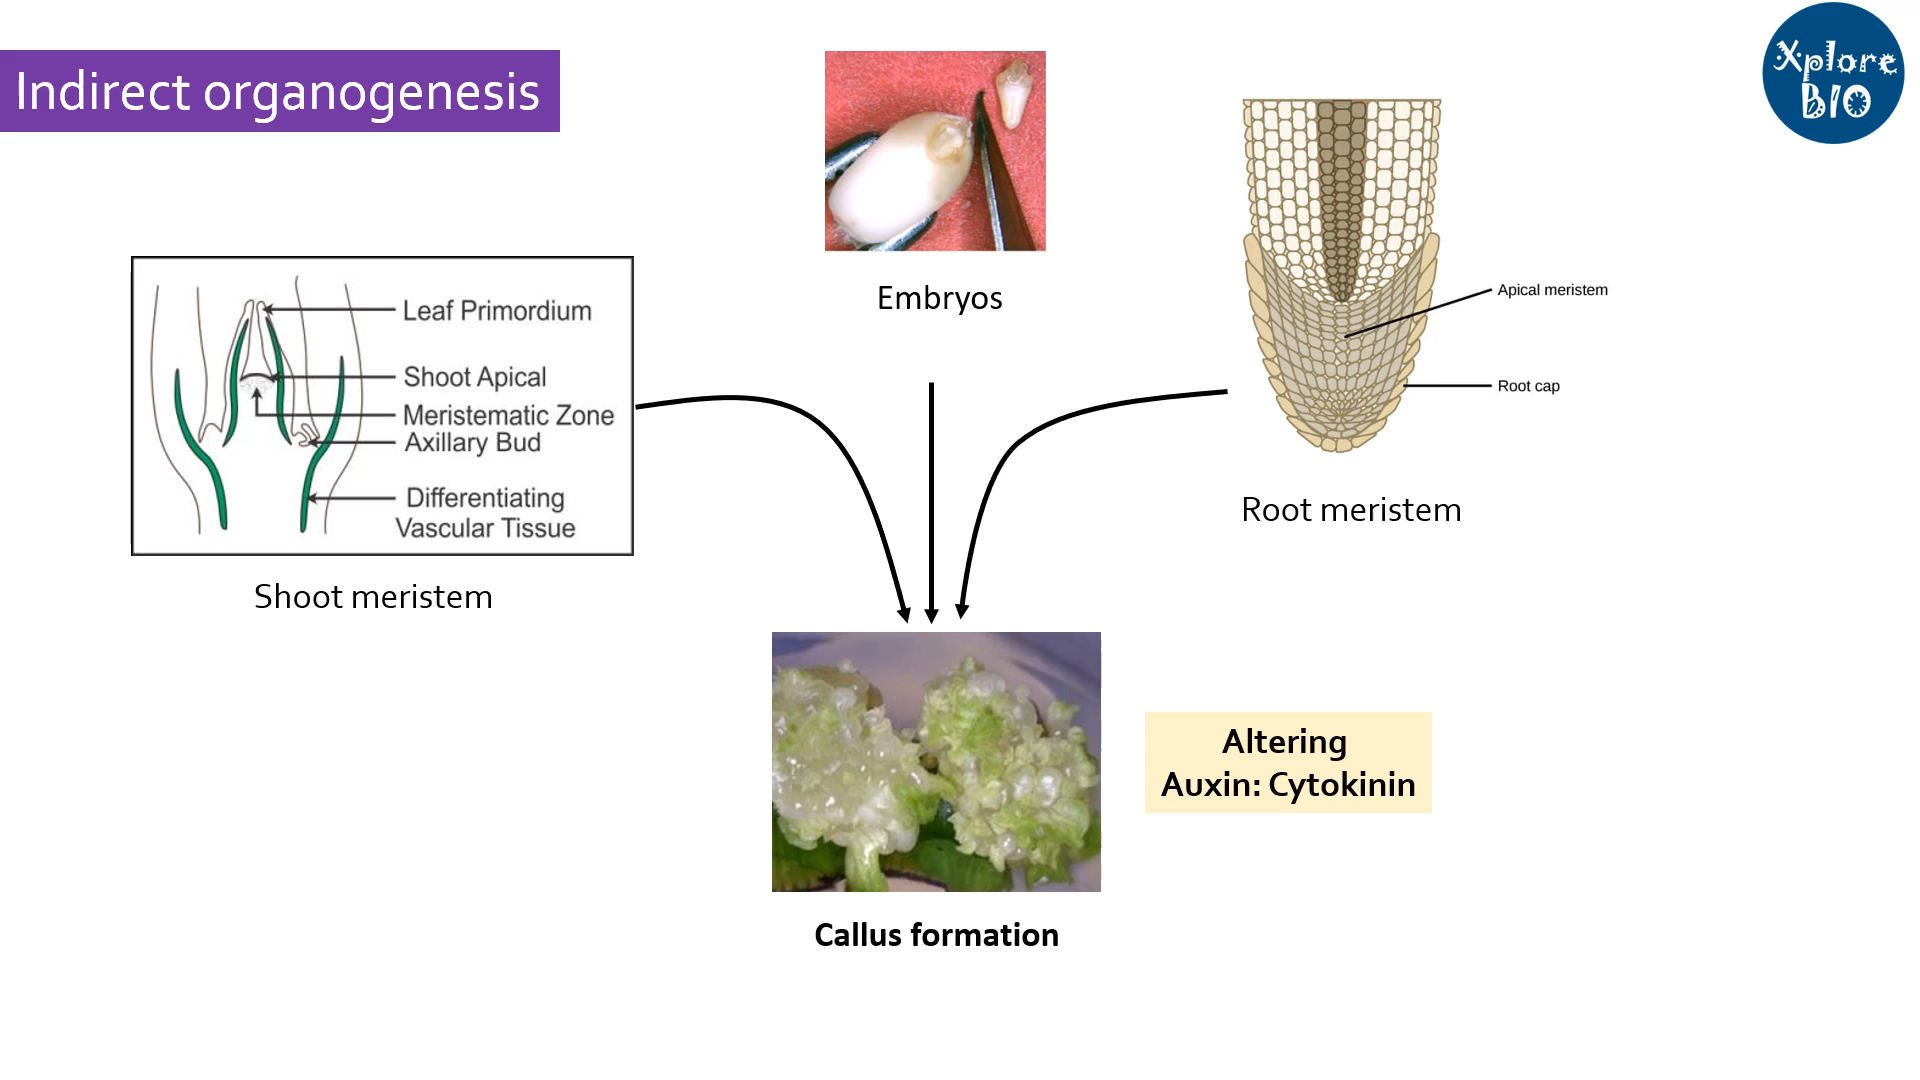 Indirect organogenesis
Xplore
BIO
Embryos
Leaf Primordium
Shoot Apical
Meristematic Zone
Axillary Bud
Differentiating
Vascular Tissue
Shoot meristem
Apical meristem
Root cap
Root meristem
Altering
Auxin: Cytokinin
Callus formation